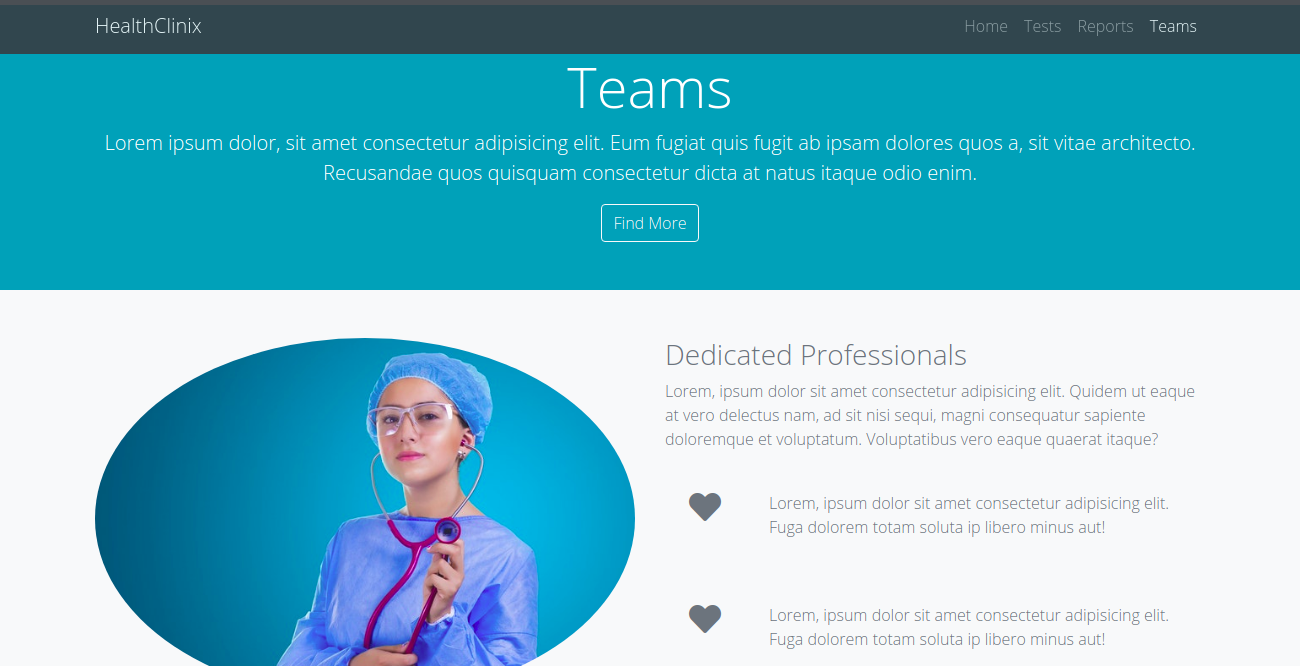 HealthClinix
Home Tests Reports Teams
Teams
Lorem ipsum dolor, sit amet consectetur adipisicing elit. Eum fugiat quis fugit ab ipsam dolores quos a, sit vitae architecto.
Recusandae quos quisquam consectetur dicta at natus itaque odio enim.
Find More
Dedicated Professionals
Lorem, ipsum dolor sit amet consectetur adipisicing elit. Quidem ut eaque
at vero delectus nam, ad sit nisi sequi, magni consequatur sapiente
doloremque et voluptatum. Voluptatibus vero eaque quaerat itaque?
Lorem, ipsum dolor sit amet consectetur adipisicing elit.
Fuga dolorem totam soluta ip libero minus aut!
Lorem, ipsum dolor sit amet consectetur adipisicing elit.
Fuga dolorem totam soluta ip libero minus aut!